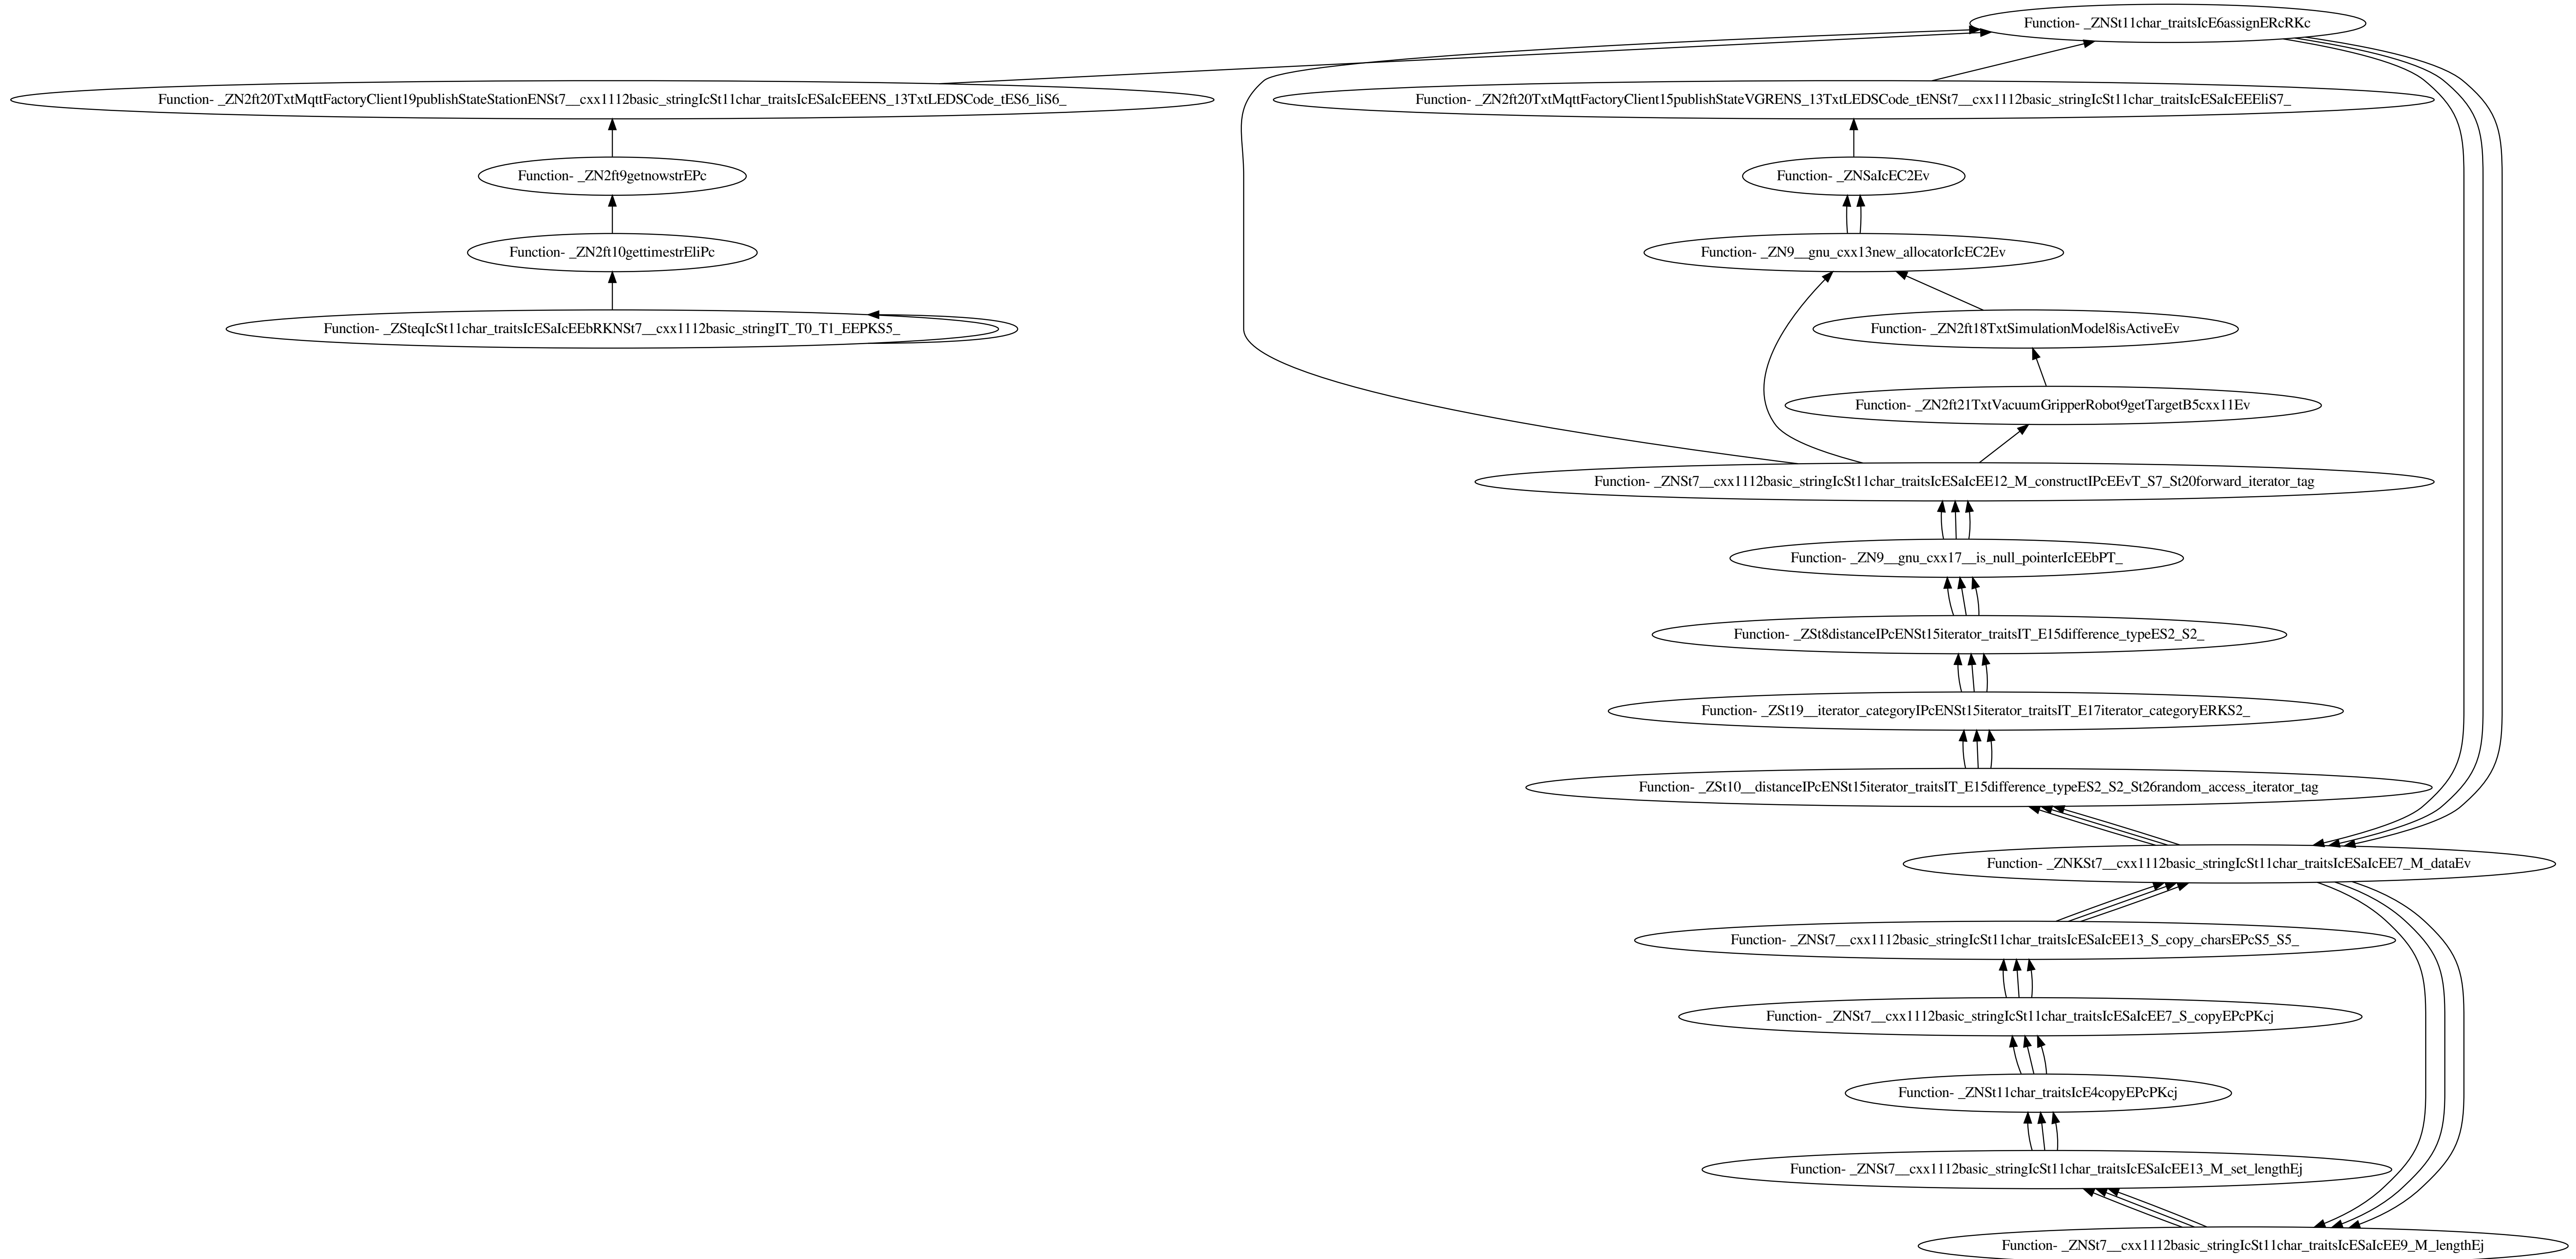 Function- _ZNSt11char_traitsIcE6assignERcRKc
Function- _ZN2ft20TxtMqttFactoryClient19publishStateStationENSt7__cxx1112basic_stringIcSt11char_traitsIcESaIcEEENS_13TxtLEDSCode_tES6_liS6_
Function- _ZN2ft20TxtMqttFactoryClient15publishStateVGRENS_13TxtLEDSCode_tENSt7__cxx1112basic_stringIcSt11char_traitsIcESaIcEEEliS7_
Function- _ZN2ft9getnowstrEPc
Function- _ZNSaIcEC2Ev
Function- _ZN2ft10gettimestrEliPc
Function- _ZN9__gnu_cxx13new_allocatorIcEC2Ev
Function- _ZSteqIcSt11char_traitsIcESaIcEEbRKNSt7__cxx1112basic_stringIT_T0_T1_EEPKS5_
Function- _ZN2ft18TxtSimulationModel8isActiveEv
Function- _ZN2ft21TxtVacuumGripperRobot9getTargetB5cxx11Ev
Function- _ZNSt7__cxx1112basic_stringIcSt11char_traitsIcESaIcEE12_M_constructIPcEEvT_S7_St20forward_iterator_tag
Function- _ZN9__gnu_cxx17__is_null_pointerIcEEbPT_
Function- _ZSt8distanceIPcENSt15iterator_traitsIT_E15difference_typeES2_S2_
Function- _ZSt19__iterator_categoryIPcENSt15iterator_traitsIT_E17iterator_categoryERKS2_
Function- _ZSt10__distanceIPcENSt15iterator_traitsIT_E15difference_typeES2_S2_St26random_access_iterator_tag
Function- _ZNKSt7__cxx1112basic_stringIcSt11char_traitsIcESaIcEE7_M_dataEv
Function- _ZNSt7__cxx1112basic_stringIcSt11char_traitsIcESaIcEE13_S_copy_charsEPcS5_S5_
Function- _ZNSt7__cxx1112basic_stringIcSt11char_traitsIcESaIcEE7_S_copyEPcPKcj
Function- _ZNSt11char_traitsIcE4copyEPcPKcj
Function- _ZNSt7__cxx1112basic_stringIcSt11char_traitsIcESaIcEE13_M_set_lengthEj
Function- _ZNSt7__cxx1112basic_stringIcSt11char_traitsIcESaIcEE9_M_lengthEj